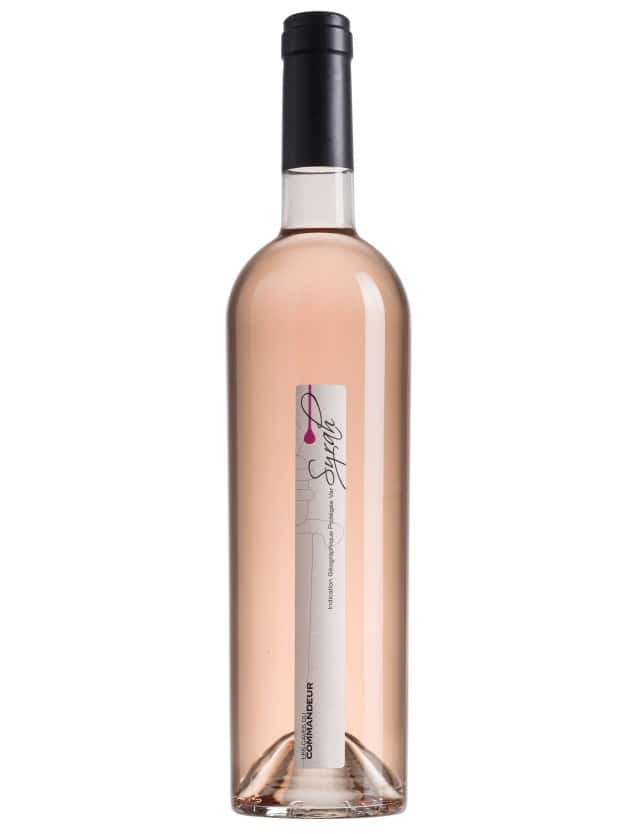 Syrah
Indication Géographique Protégée Var
LES CAVES DU
COMMANDEUR